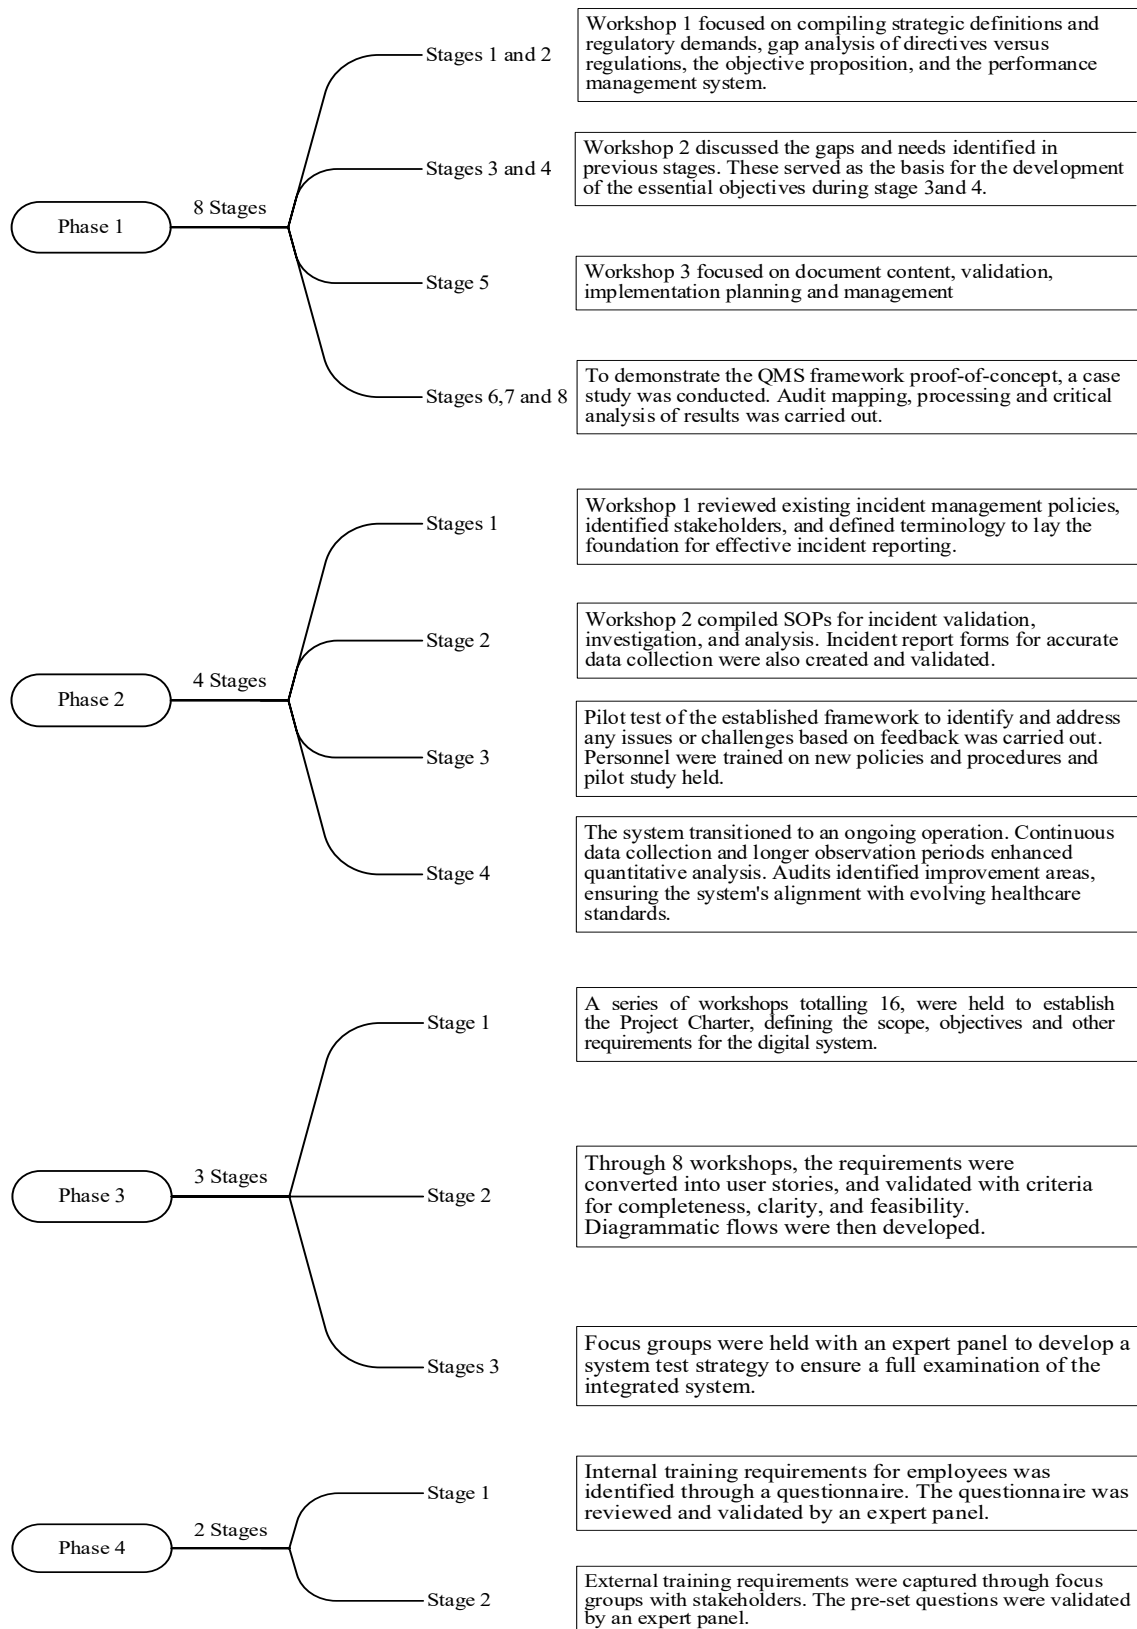 Phase 1
8 Stages
Stages 1 and 2
Workshop 1 focused on compiling strategic definitions and
regulatory demands, gap analysis of directives versus
regulations, the objective proposition, and the performance
management system.
Stages 3 and 4
Workshop 2 discussed the gaps and needs identified in
previous stages. These served as the basis for the development
of the essential objectives during stage 3and 4.
Stage 5
Workshop 3 focused on document content, validation,
implementation planning and management
Stages 6,7 and 8
To demonstrate the QMS framework proof-of-concept, a case
study was conducted. Audit mapping, processing and critical
analysis of results was carried out.
Phase 2
4 Stages
Stages 1
Workshop 1 reviewed existing incident management policies,
identified stakeholders, and defined terminology to lay the
foundation for effective incident reporting.
Stage 2
Workshop 2 compiled SOPs for incident validation,
investigation, and analysis. Incident report forms for accurate
data collection were also created and validated.
Stage 3
Pilot test of the established framework to identify and address
any issues or challenges based on feedback was carried out.
Personnel were trained on new policies and procedures and
pilot study held.
Stage 4
The system transitioned to an ongoing operation. Continuous
data collection and longer observation periods enhanced
quantitative analysis. Audits identified improvement areas,
ensuring the system's alignment with evolving healthcare
standards.
Phase 3
3 Stages
Stage 1
A series of workshops totalling 16, were held to establish
the Project Charter, defining the scope, objectives and other
requirements for the digital system.
Stage 2
Through 8 workshops, the requirements were
converted into user stories, and validated with criteria
for completeness, clarity, and feasibility.
Diagrammatic flows were then developed.
Stages 3
Focus groups were held with an expert panel to develop a
system test strategy to ensure a full examination of the
integrated system.
Phase 4
2 Stages
Stage 1
Internal training requirements for employees was
identified through a questionnaire. The questionnaire was
reviewed and validated by an expert panel.
Stage 2
External training requirements were captured through focus
groups with stakeholders. The pre-set questions were validated
by an expert panel.